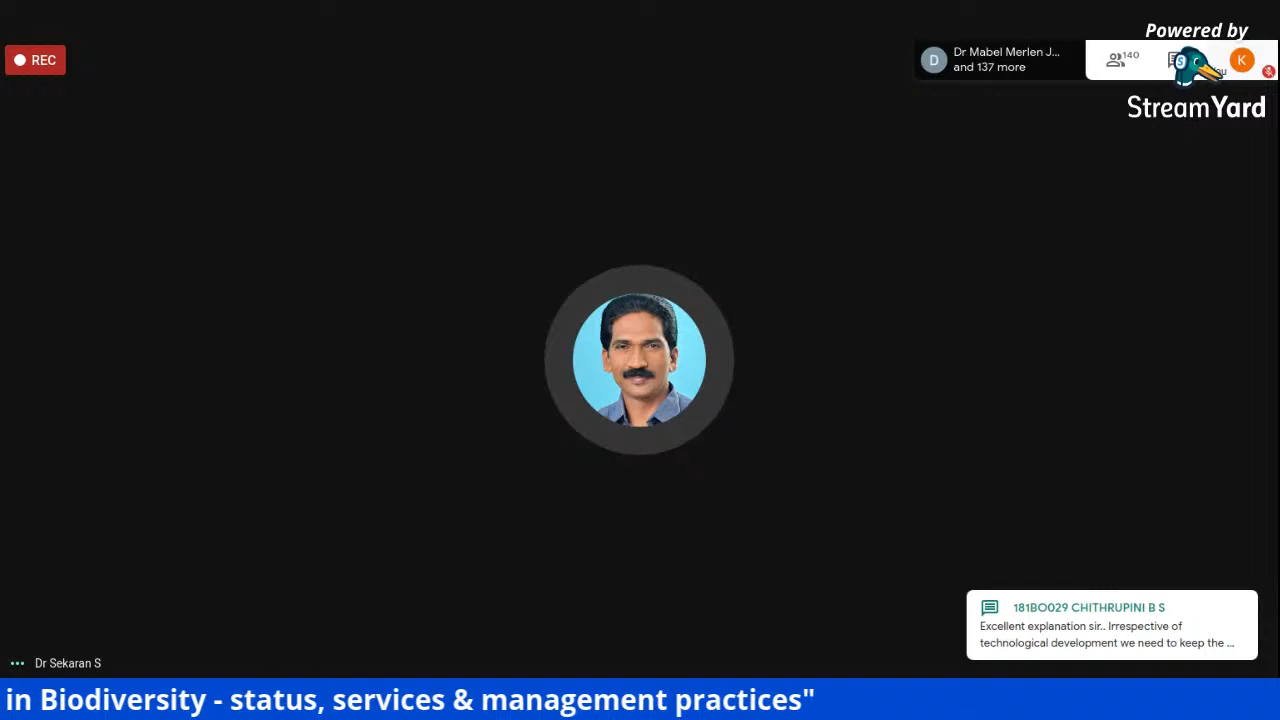 Powered by
REC
Dr Mabel Merlen J...
and 137 more
140
D
K
StreamYard
181BO029 CHITHRUPINI B S
Excellent explanation sir.. Irrespective of
technological development we need to keep the ...
Dr Sekaran S
in Biodiversity - status, services & management practices"